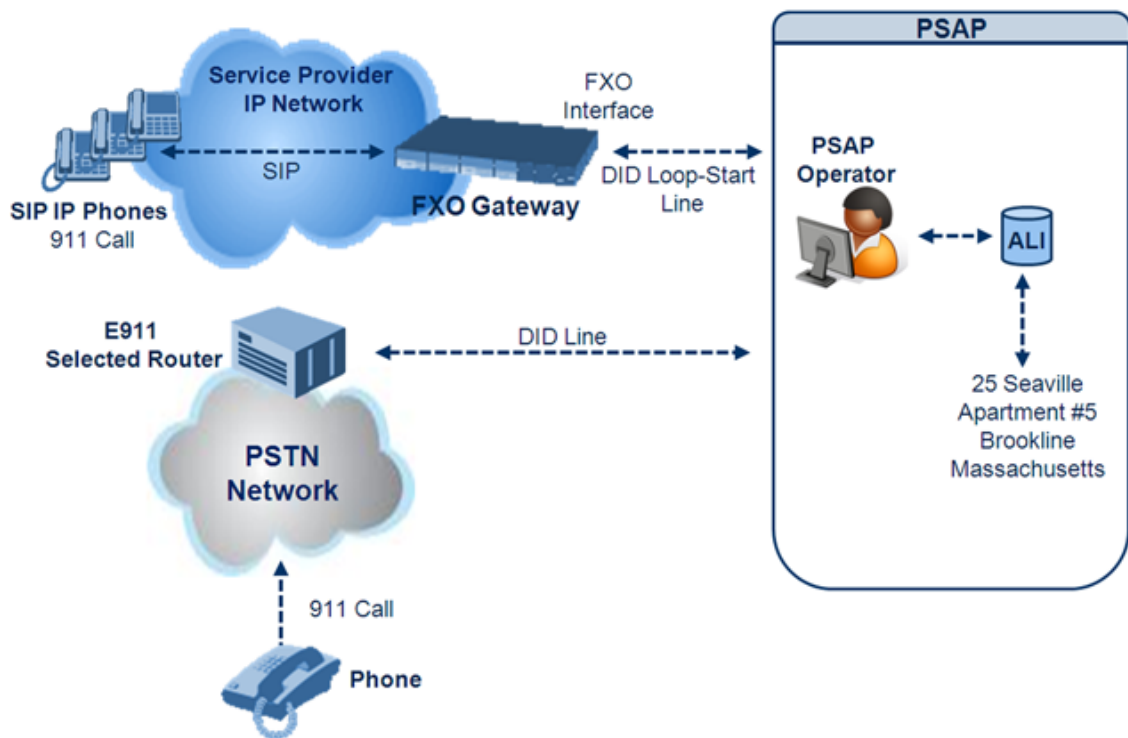 PSAP
Service Provider
IP Network
FXO
Interface
SIP
DID Loop-Start
Line
FXO Gateway
SIP IP Phones
911 Call
PSAP
Operator
ALI
E911
Selected Router
DID Line
25 Seaville
Apartment #5
Brookline
Massachusetts
PSTN
Network
911 Call
Phone